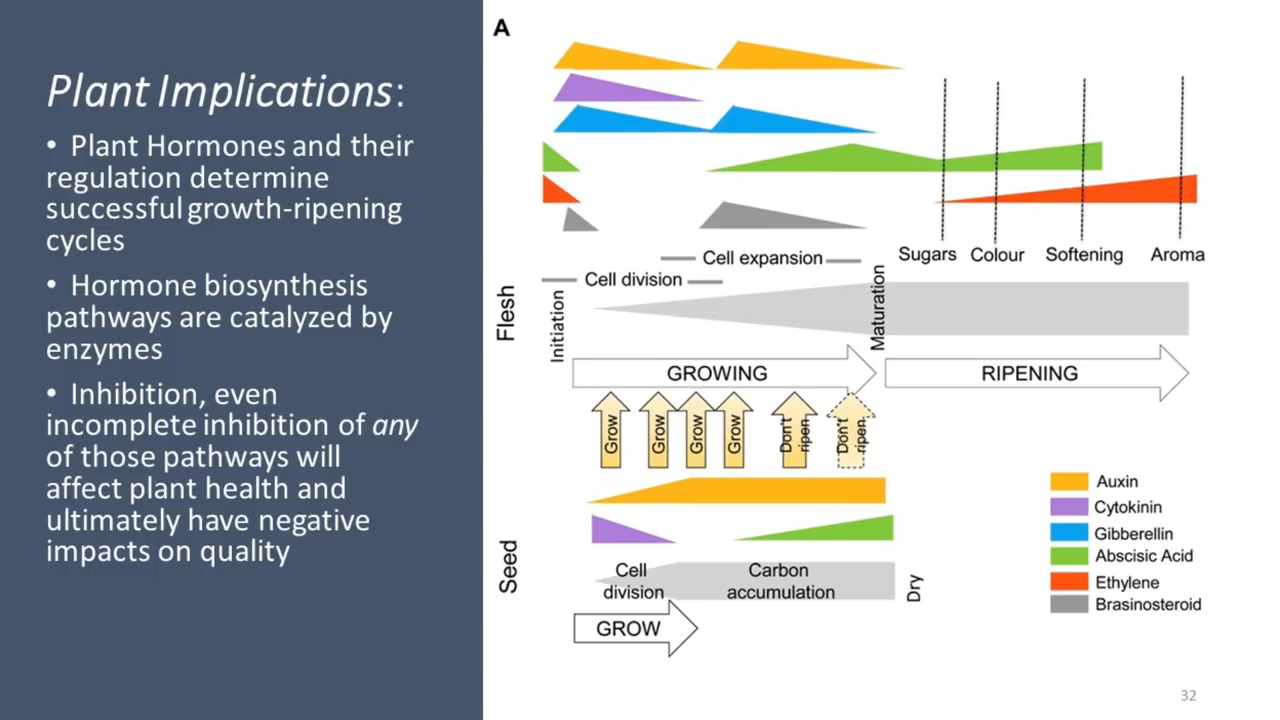 Plant Implications:
• Plant Hormones and their
regulation determine
successful growth-ripening
cycles
• Hormone biosynthesis
pathways are catalyzed by
enzymes
• Inhibition, even
incomplete inhibition of any
of those pathways will
affect plant health and
ultimately have negative
impacts on quality
A
Sugars
Colour
Softening
Aroma
Cell expansion
Cell division
Flesh
Initiation
Maturation
GROWING
RIPENING
Grow
Grow
Grow
Grow
Don't
ripen
Don't
ripen
Seed
Cell
division
Carbon
accumulation
Dry
GROW
Auxin
Cytokinin
Gibberellin
Abscisic Acid
Ethylene
Brasinosteroid
32